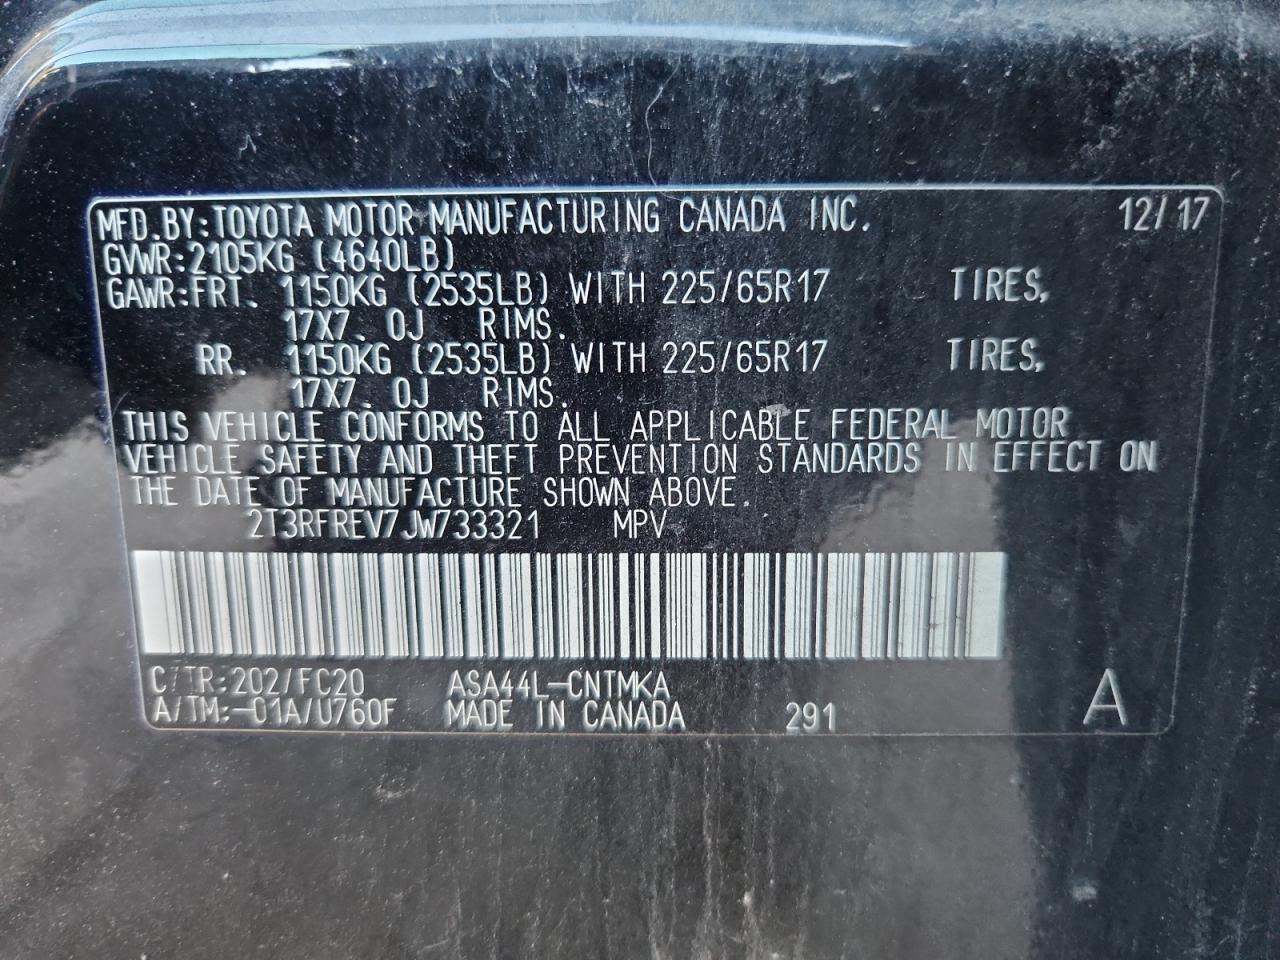 MFD.BY:TOYOTA MOTOR MANUFACTURING CANADA INC. 12/17
GVWR:2105KG (4640LB)
GAWR:FRT. 1150KG (2535LB) WITH 225/65R17 TIRES,
17X7. 0J RIMS.
RR. 1150KG (2535LB) WITH 225/65R17 TIRES,
17X7. 0J RIMS.
THIS VEHICLE CONFORMS TO ALL APPLICABLE FEDERAL MOTOR
VEHICLE SAFETY AND THEFT PREVENTION STANDARDS IN EFFECT ON
THE DATE OF MANUFACTURE SHOWN ABOVE.
2T3RFREV7JW733321 MPV
C/TR:202/FC20 ASA44L-CNTMKA
A/TM:-01A/U760F MADE IN CANADA 291 A